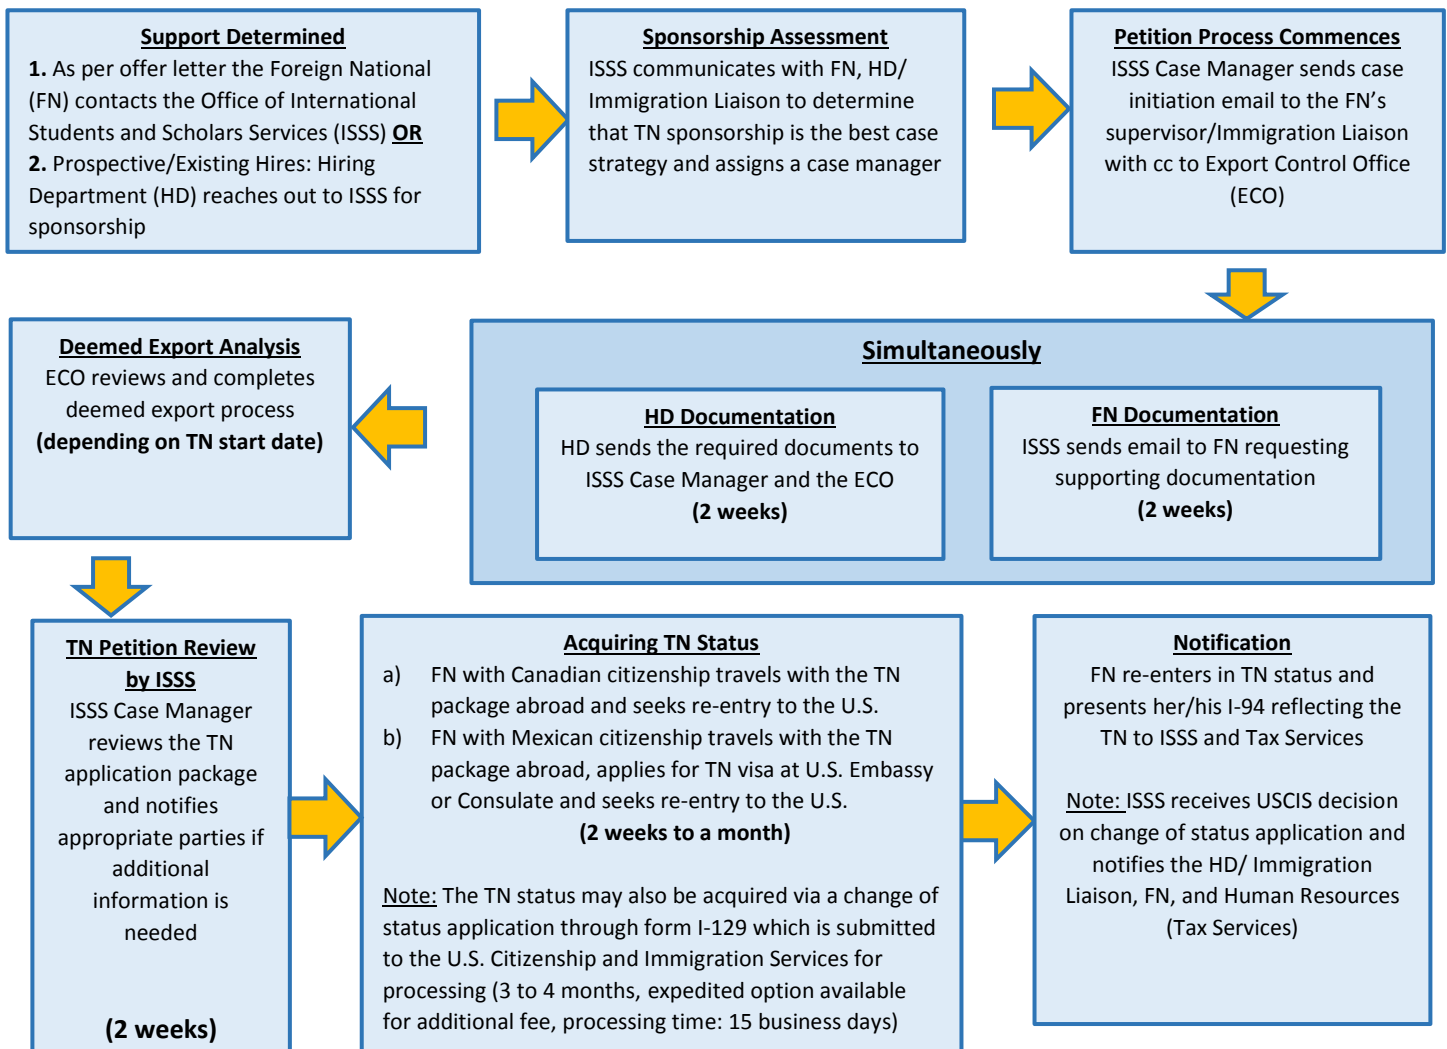 Support Determined
1. As per offer letter the Foreign National
(FN) contacts the Office of International
Students and Scholars Services (ISSS) OR
2. Prospective/Existing Hires: Hiring
Department (HD) reaches out to ISSS for
sponsorship
Sponsorship Assessment
ISSS communicates with FN, HD/
Immigration Liaison to determine
that TN sponsorship is the best case
strategy and assigns a case manager
Petition Process Commences
ISSS Case Manager sends case
initiation email to the FN’s
supervisor/Immigration Liaison
with cc to Export Control Office
(ECO)
Simultaneously
HD Documentation
HD sends the required documents to
ISSS Case Manager and the ECO
(2 weeks)
FN Documentation
ISSS sends email to FN requesting
supporting documentation
(2 weeks)
Deemed Export Analysis
ECO reviews and completes
deemed export process
(depending on TN start date)
TN Petition Review
by ISSS
ISSS Case Manager
reviews the TN
application package
and notifies
appropriate parties if
additional
information is
needed
(2 weeks)
Acquiring TN Status
a) FN with Canadian citizenship travels with the TN
package abroad and seeks re-entry to the U.S.
b) FN with Mexican citizenship travels with the TN
package abroad, applies for TN visa at U.S. Embassy
or Consulate and seeks re-entry to the U.S.
(2 weeks to a month)
Note: The TN status may also be acquired via a change of
status application through form I-129 which is submitted
to the U.S. Citizenship and Immigration Services for
processing (3 to 4 months, expedited option available
for additional fee, processing time: 15 business days)
Notification
FN re-enters in TN status and
presents her/his I-94 reflecting the
TN to ISSS and Tax Services
Note: ISSS receives USCIS decision
on change of status application and
notifies the HD/ Immigration
Liaison, FN, and Human Resources
(Tax Services)